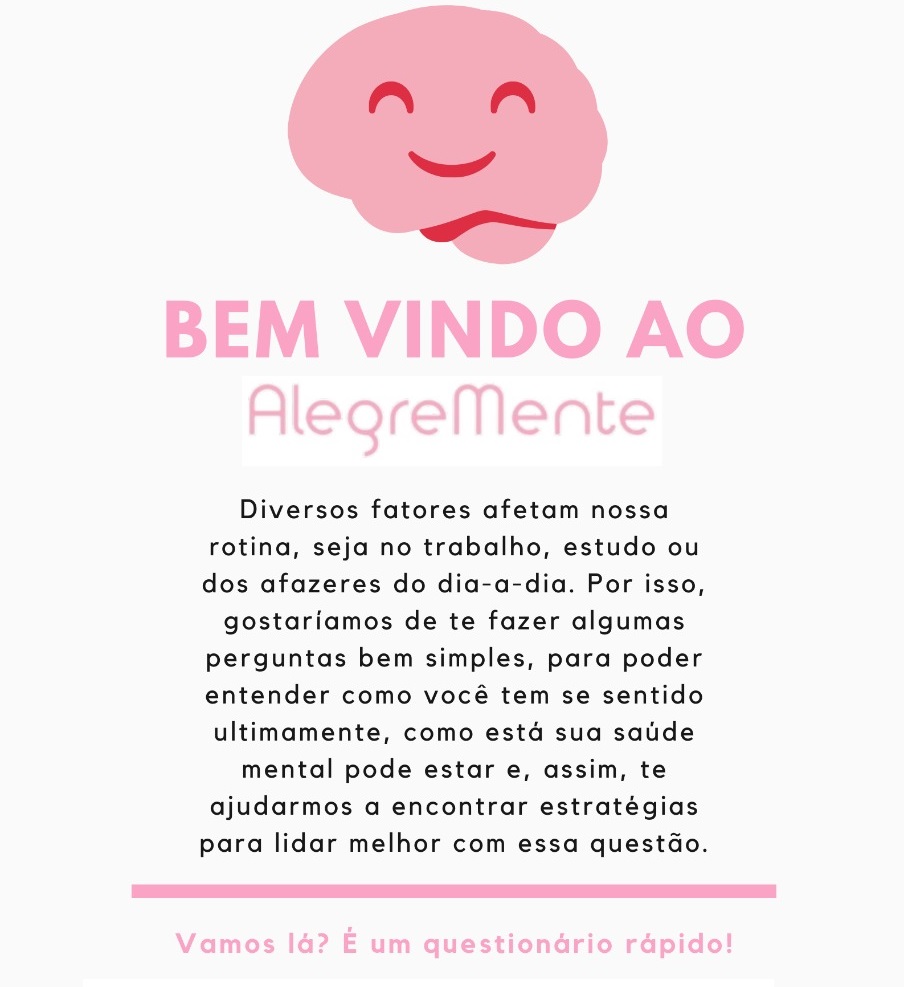 BEM VINDO AO
AlegreMente
Diversos fatores afetam nossa
rotina, seja no trabalho, estudo ou
dos afazeres do dia-a-dia. Por isso,
gostaríamos de te fazer algumas
perguntas bem simples, para poder
entender como você tem se sentido
ultimamente, como está sua saúde
mental pode estar e, assim, te
ajudarmos a encontrar estratégias
para lidar melhor com essa questão.
Vamos lá? É um questionário rápido!